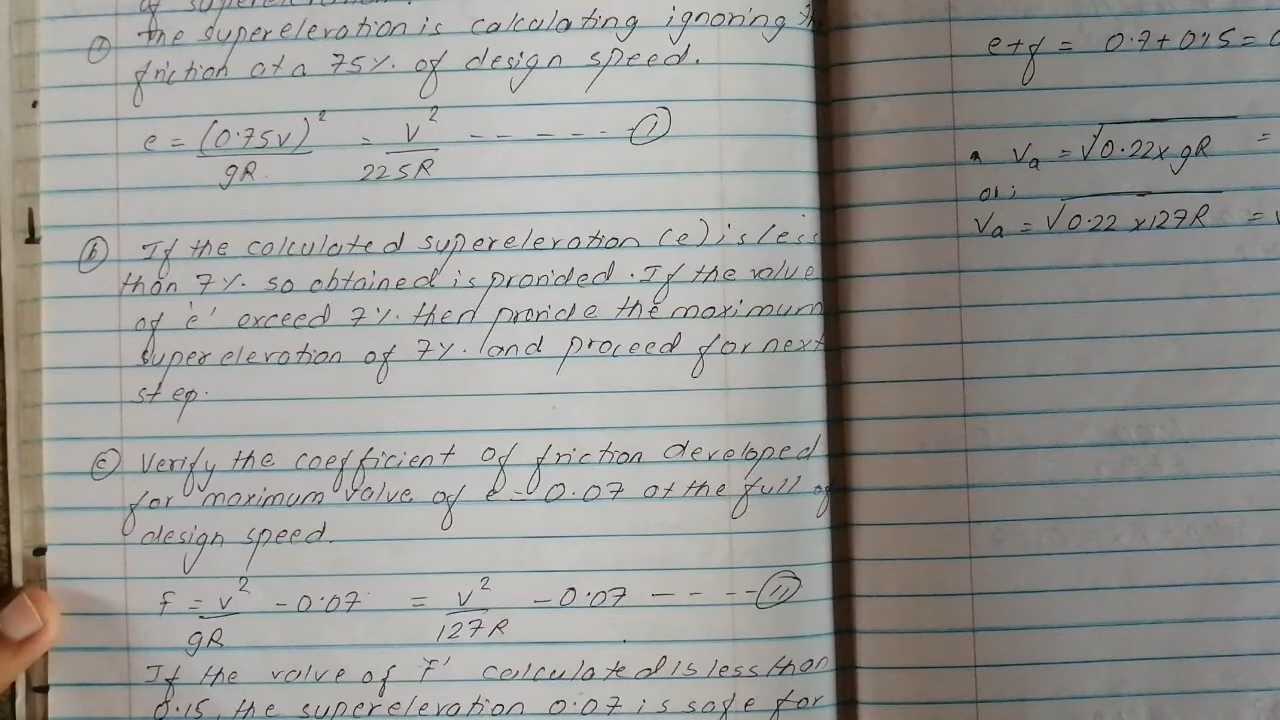 of superelevation.
(a) the superelevation is calculating ignoring
friction at a 75%. of design speed.
e = (0.75v)²/gR = V²/225R ------ (I)
(b) If the calculated superelevation (e) is less
than 7%. so obtained is provided. If the value
of 'e' exceed 7%. then provide the maximum
super elevation of 7%. and proceed for next
step.
(c) Verify the coefficient of friction developed
for maximum value of e = 0.07 at the full of
design speed.
f = v²/gR - 0.07 = v²/127R - 0.07 ----- (II)
If the value of 'f' calculated is less than
0.15, the superelevation 0.07 is safe for
e+f = 0.7+0.15 =
Va = √0.22 x gR =
or;
Va = √0.22 x 127R =